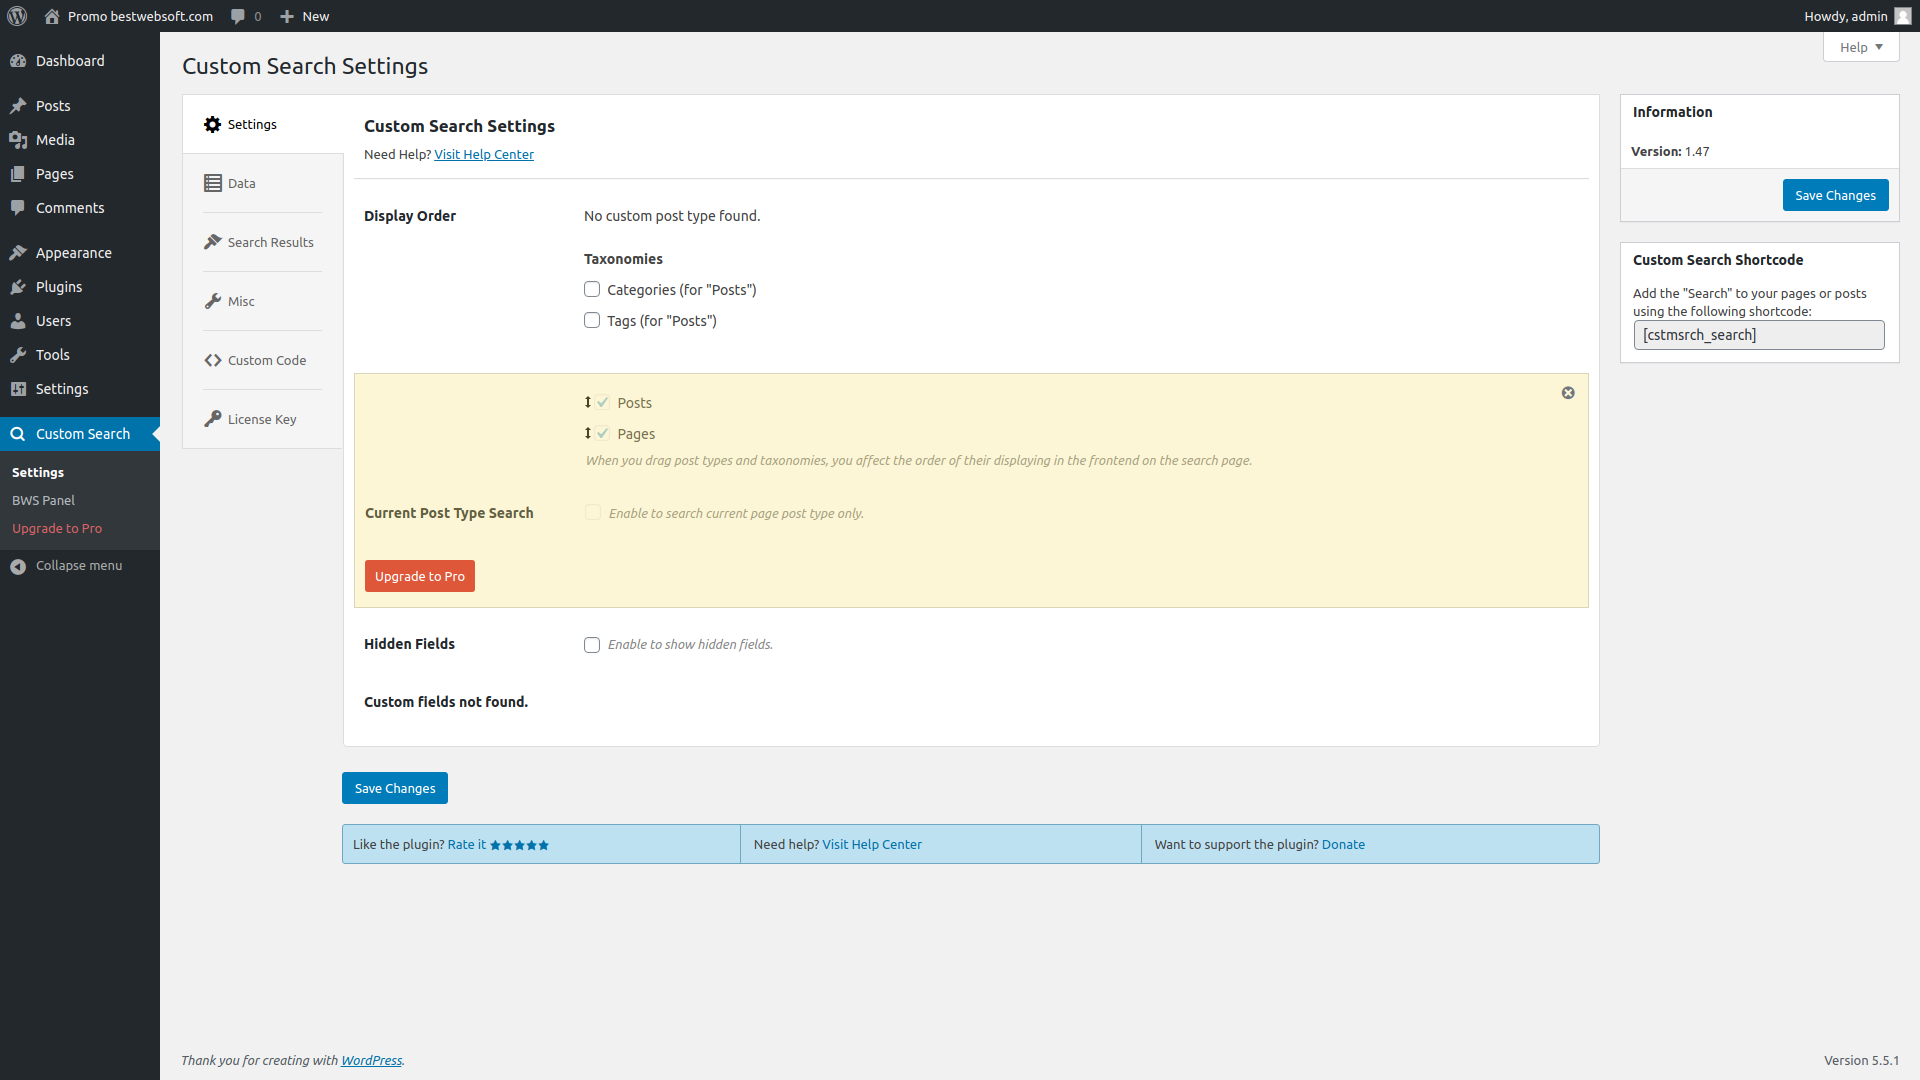 Promo bestwebsoft.com 0 New Howdy, admin
Help
Dashboard
Posts
Media
Pages
Comments
Appearance
Plugins
Users
Tools
Settings
Custom Search
Settings
BWS Panel
Upgrade to Pro
Collapse menu
Custom Search Settings
Settings
Data
Search Results
Misc
Custom Code
License Key
Custom Search Settings
Need Help? Visit Help Center
Display Order No custom post type found.
Taxonomies
Categories (for "Posts")
Tags (for "Posts")
Posts
Pages
When you drag post types and taxonomies, you affect the order of their displaying in the frontend on the search page.
Current Post Type Search Enable to search current page post type only.
Upgrade to Pro
Hidden Fields Enable to show hidden fields.
Custom fields not found.
Save Changes
Like the plugin? Rate it Need help? Visit Help Center Want to support the plugin? Donate
Information
Version: 1.47
Save Changes
Custom Search Shortcode
Add the "Search" to your pages or posts
using the following shortcode:
[cstmsrch_search]
Thank you for creating with WordPress. Version 5.5.1